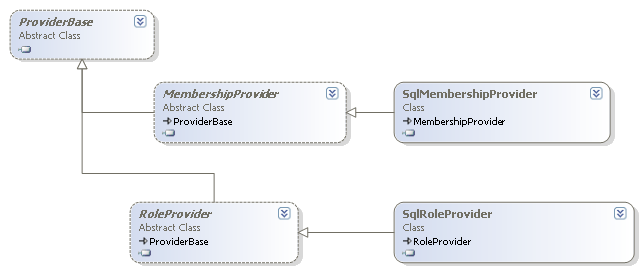 ProviderBase
Abstract Class
MembershipProvider
Abstract Class
ProviderBase
SqlMembershipProvider
Class
MembershipProvider
RoleProvider
Abstract Class
ProviderBase
SqlRoleProvider
Class
RoleProvider